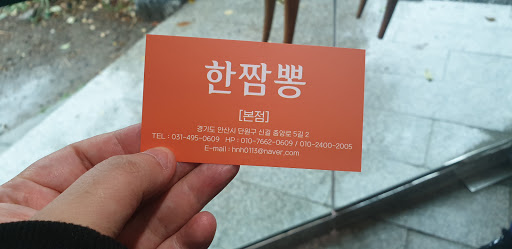 한짬뽕
[본점]
경기도 안산시 단원구 신길 중앙로 5길 2
TEL : 031-495-0609 HP : 010-7662-0609 / 010-2400-2005
E-mail : hnh0113@naver.com